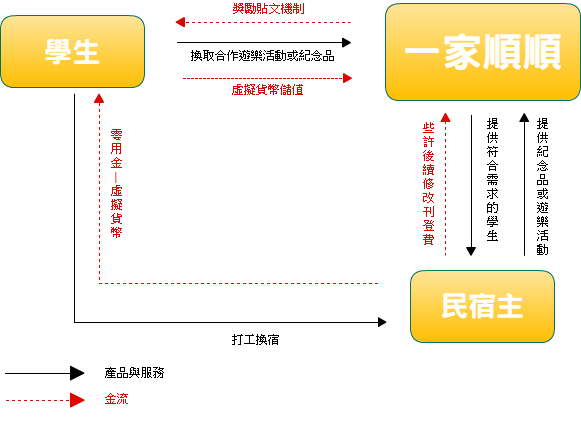 獎勵貼文機制
學生
一家順順
換取合作遊樂活動或紀念品
虛擬貨幣儲值
零用金—虛擬貨幣
些許後續修改刊登費
提供符合需求的學生
提供紀念品或遊樂活動
民宿主
打工換宿
產品與服務
金流